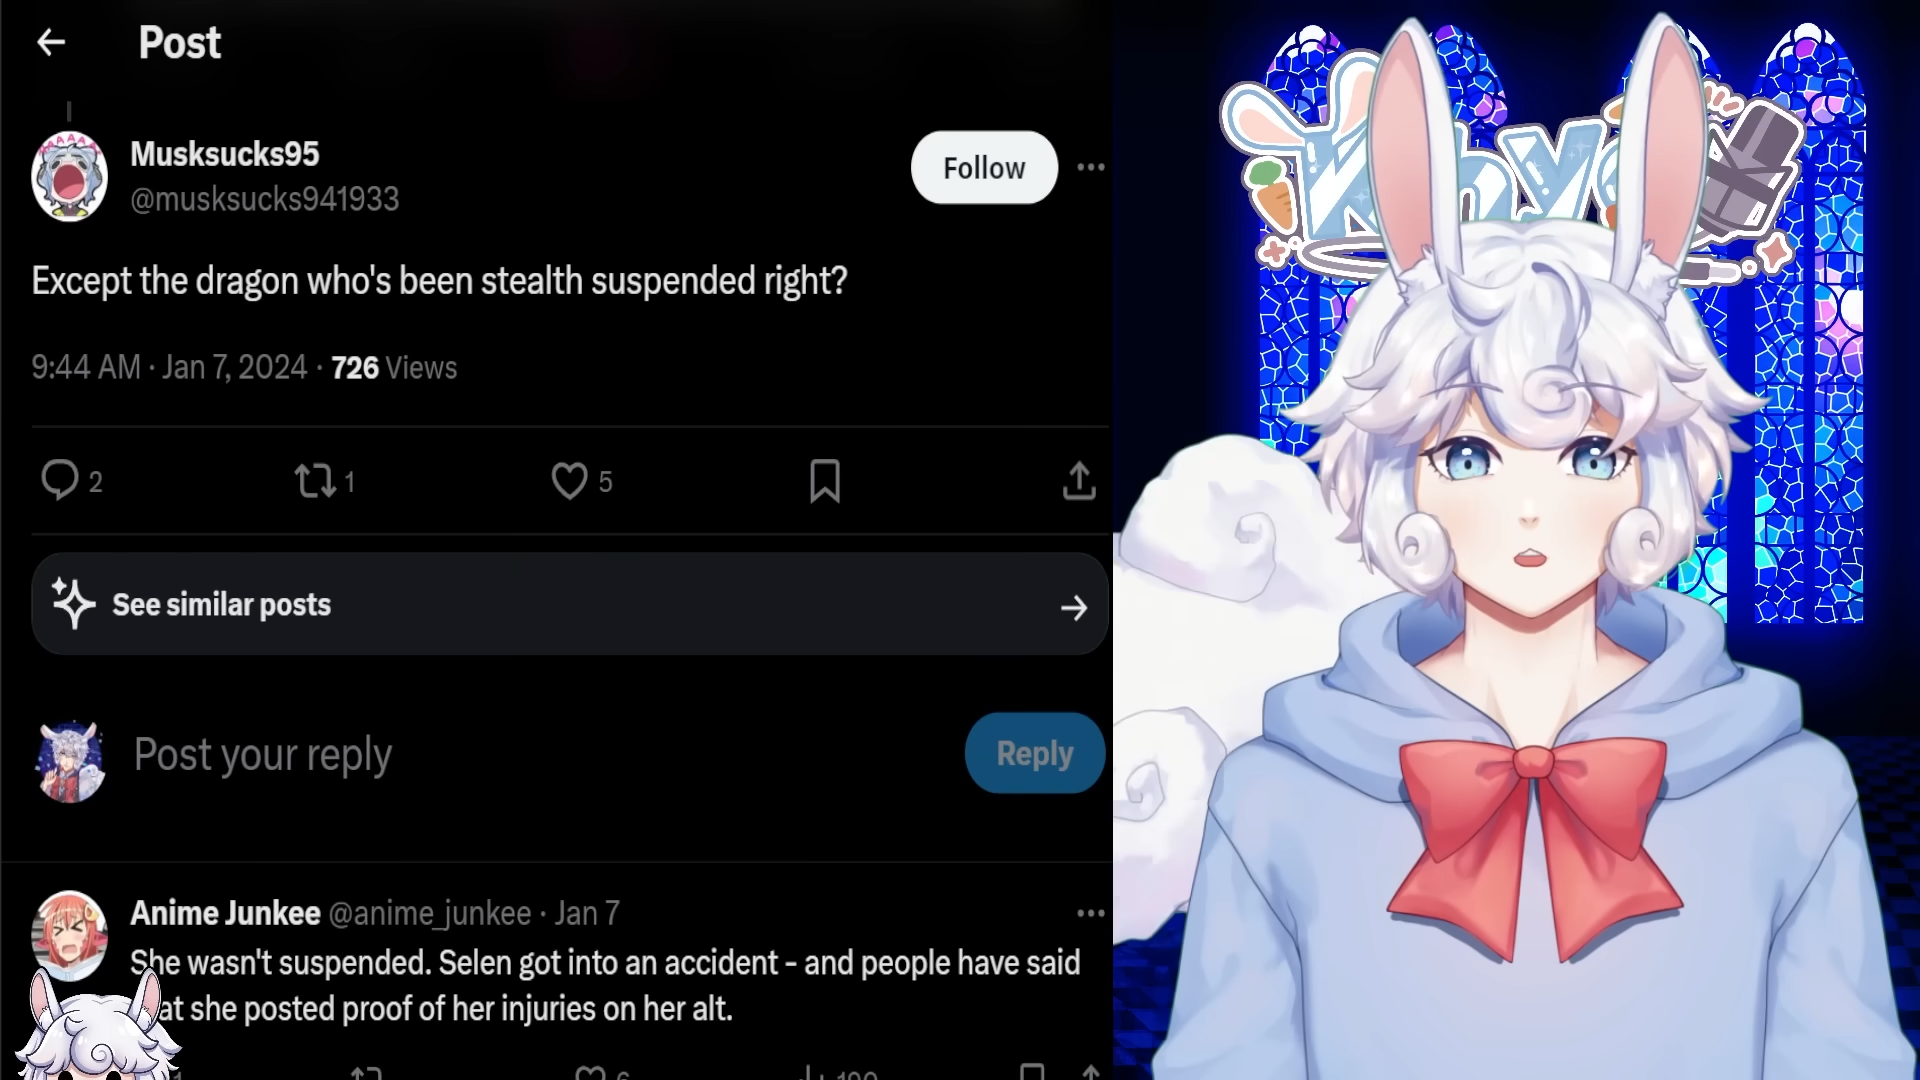 Post
Musksucks95
@musksucks941933
Follow
Except the dragon who's been stealth suspended right?
9:44 AM · Jan 7, 2024 · 726 Views
2 1 5
See similar posts
Post your reply
Reply
Anime Junkee @anime_junkee · Jan 7
She wasn't suspended. Selen got into an accident - and people have said
at she posted proof of her injuries on her alt.